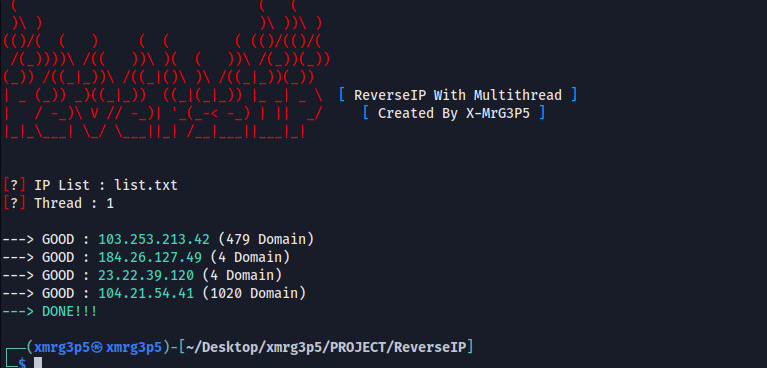 [ ReverseIP With Multithread ]
[ Created By X-MrG3P5 ]
[?] IP List : list.txt
[?] Thread : 1
---> GOOD : 103.253.213.42 (479 Domain)
---> GOOD : 184.26.127.49 (4 Domain)
---> GOOD : 23.22.39.120 (4 Domain)
---> GOOD : 104.21.54.41 (1020 Domain)
---> DONE!!!
┌──(xmrg3p5㉿xmrg3p5)-[~/Desktop/xmrg3p5/PROJECT/ReverseIP]
└─$